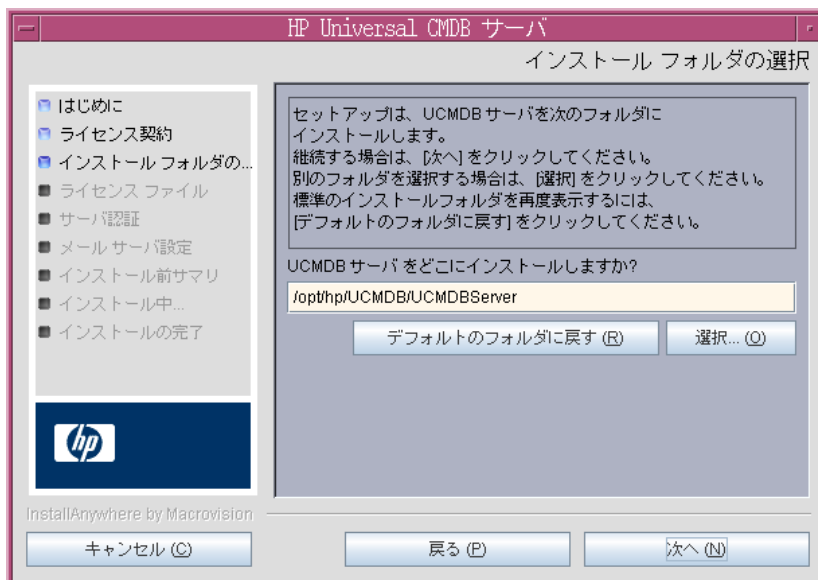 HP Universal CMDB サーバ
インストール フォルダの選択
はじめに
ライセンス契約
インストール フォルダの...
ライセンス ファイル
サーバ認証
メール サーバ設定
インストール前サマリ
インストール中...
インストールの完了
セットアップは、UCMDB サーバを次のフォルダに
インストールします。
継続する場合は、[次へ] をクリックしてください。
別のフォルダを選択する場合は、[選択] をクリックしてください。
標準のインストールフォルダを再度表示するには、
[デフォルトのフォルダに戻す] をクリックしてください。
UCMDB サーバ をどこにインストールしますか?
/opt/hp/UCMDB/UCMDBServer
デフォルトのフォルダに戻す (R)
選択... (O)
hp
InstallAnywhere by Macrovision
キャンセル (C)
戻る (P)
次へ (N)